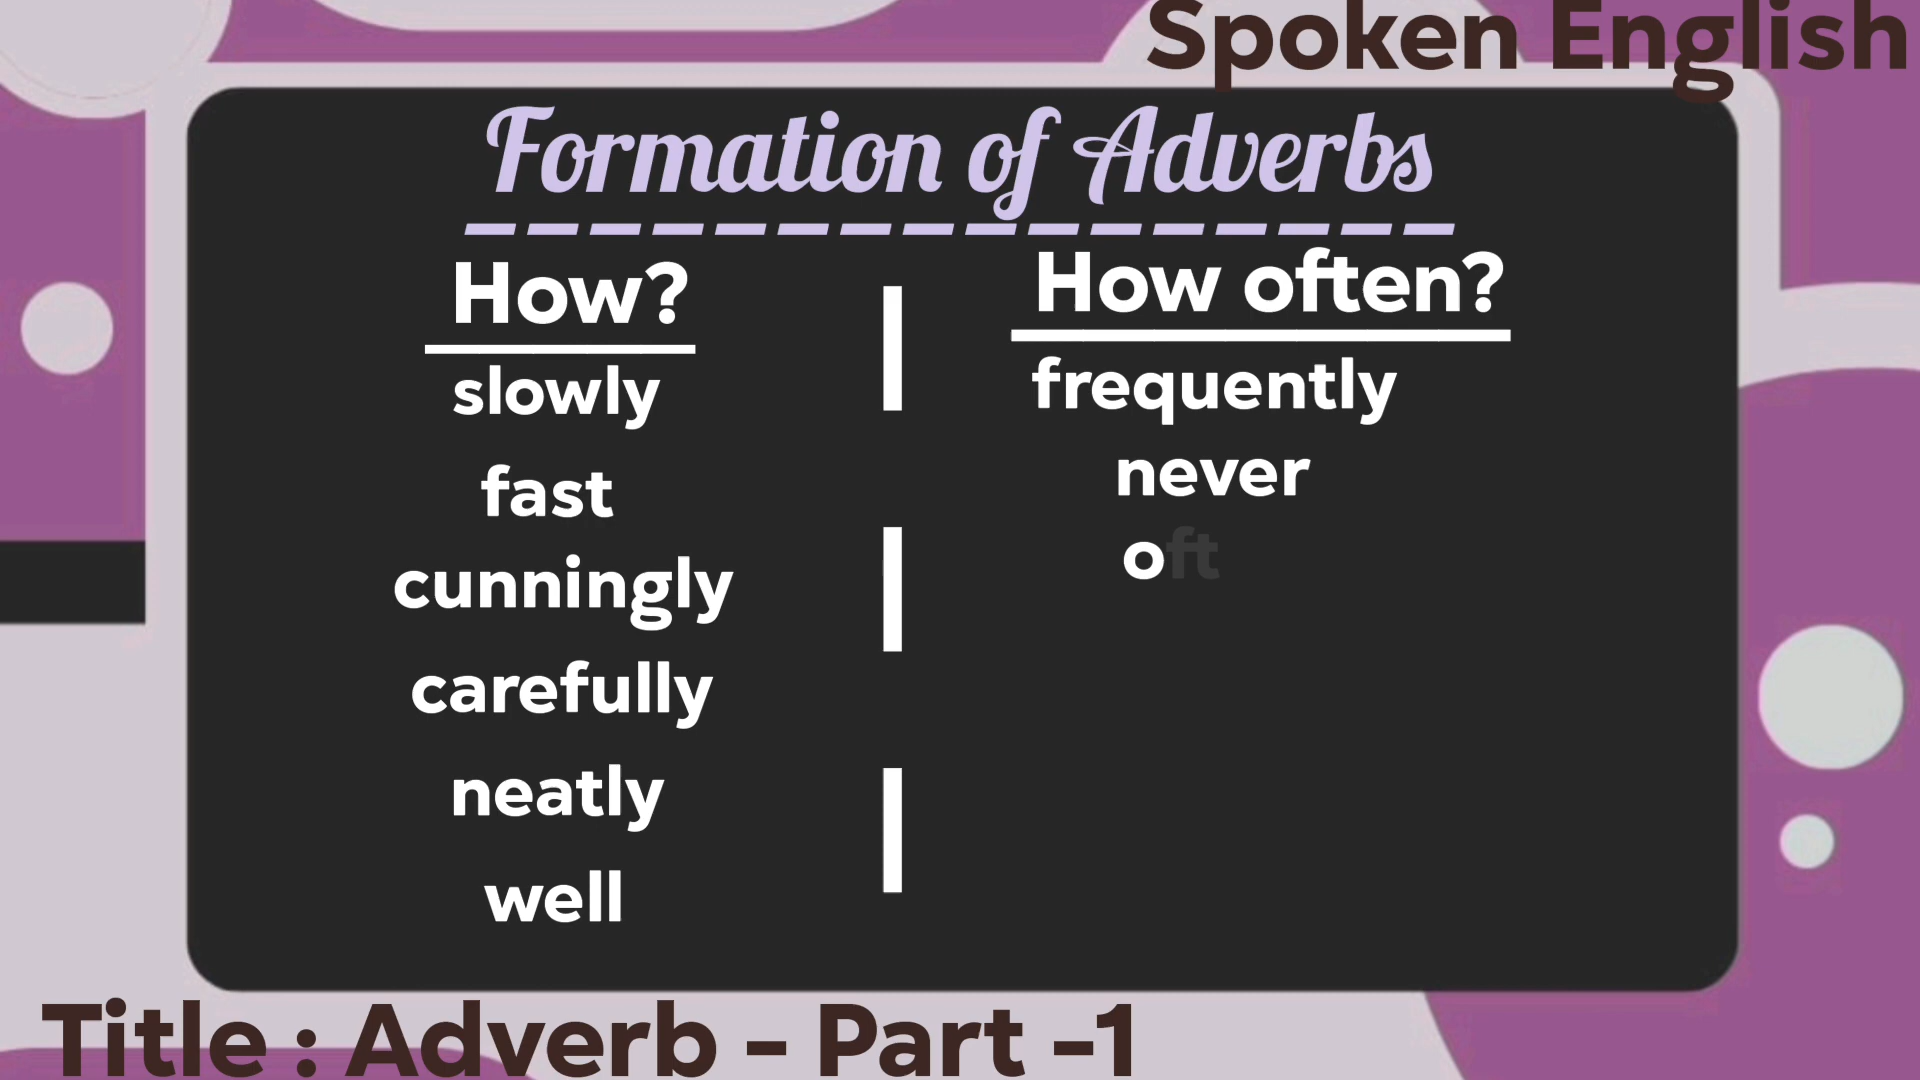 Spoken English
Formation of Adverbs
How?
slowly
fast
cunningly
carefully
neatly
well
How often?
frequently
never
oft
Title : Adverb - Part -1